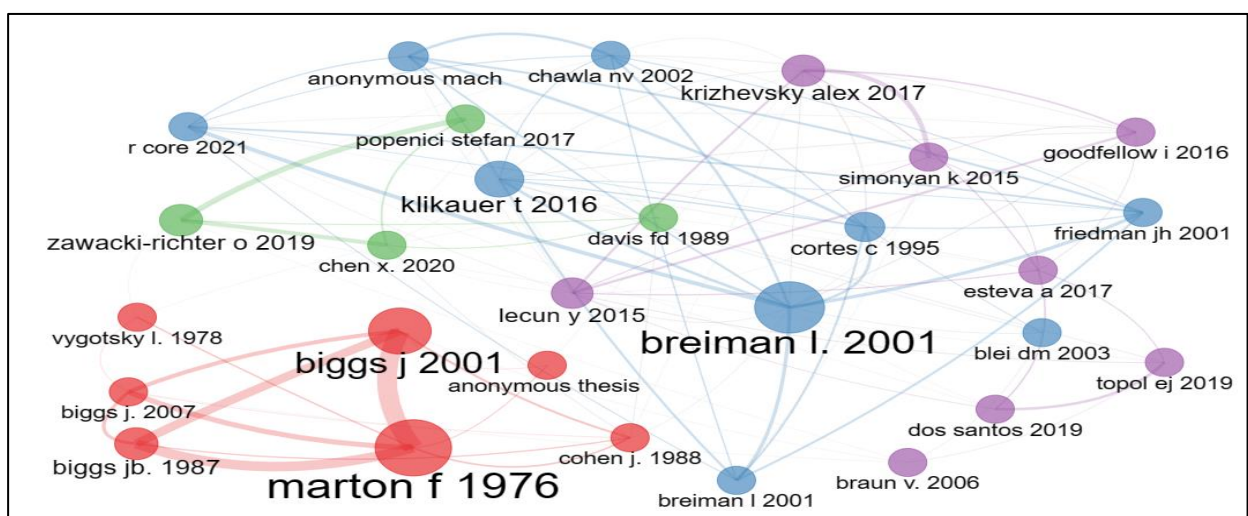 anonymous mach
chawla nv 2002
krizhevsky alex 2017
r core 2021
popenici stefan 2017
goodfellow i 2016
simonyan k 2015
klikauer t 2016
friedman jh 2001
zawacki-richter o 2019
davis fd 1989
cortes c 1995
chen x. 2020
esteva a 2017
lecun y 2015
vygotsky l. 1978
breiman l. 2001
blei dm 2003
biggs j 2001
anonymous thesis
topol ej 2019
biggs j. 2007
dos santos 2019
biggs jb. 1987
cohen j. 1988
marton f 1976
braun v. 2006
breiman l 2001